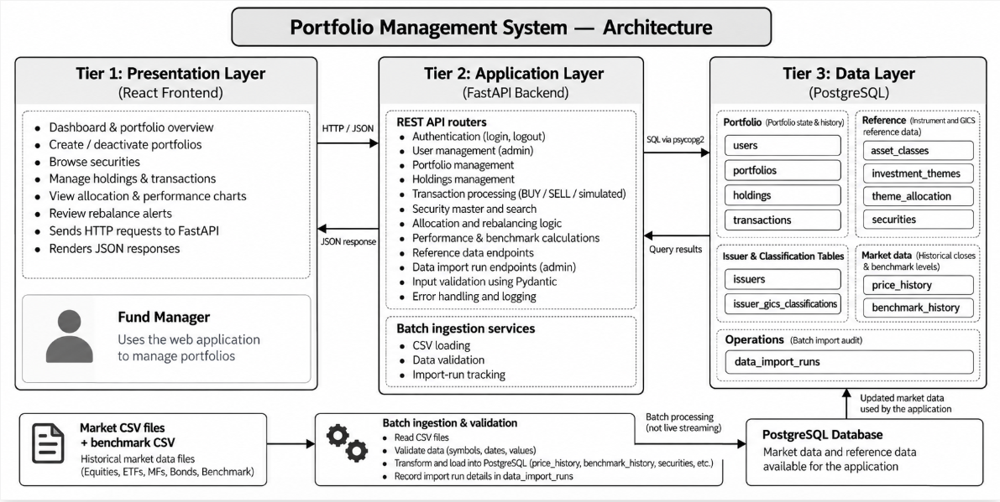 Portfolio Management System — Architecture
Tier 1: Presentation Layer
(React Frontend)
• Dashboard & portfolio overview
• Create / deactivate portfolios
• Browse securities
• Manage holdings & transactions
• View allocation & performance charts
• Review rebalance alerts
• Sends HTTP requests to FastAPI
• Renders JSON responses
Fund Manager
Uses the web application
to manage portfolios
HTTP / JSON
JSON response
Tier 2: Application Layer
(FastAPI Backend)
REST API routers
• Authentication (login, logout)
• User management (admin)
• Portfolio management
• Holdings management
• Transaction processing (BUY / SELL / simulated)
• Security master and search
• Allocation and rebalancing logic
• Performance & benchmark calculations
• Reference data endpoints
• Data import run endpoints (admin)
• Input validation using Pydantic
• Error handling and logging
Batch ingestion services
• CSV loading
• Data validation
• Import-run tracking
SQL via psycopg2
Query results
Tier 3: Data Layer
(PostgreSQL)
Portfolio (Portfolio state & history)
users
portfolios
holdings
transactions
Reference (Instrument and GICS
reference data)
asset_classes
investment_themes
theme_allocation
securities
Issuer & Classification Tables
issuers
issuer_gics_classifications
Market data (Historical closes
& benchmark levels)
price_history
benchmark_history
Operations (Batch import audit)
data_import_runs
Market CSV files
+ benchmark CSV
Historical market data files
(Equities, ETFs, MFs, Bonds, Benchmark)
Batch ingestion & validation
• Read CSV files
• Validate data (symbols, dates, values)
• Transform and load into PostgreSQL (price_history, benchmark_history, securities, etc.)
• Record import run details in data_import_runs
Batch processing
(not live streaming)
Updated market data
used by the application
PostgreSQL Database
Market data and reference data
available for the application